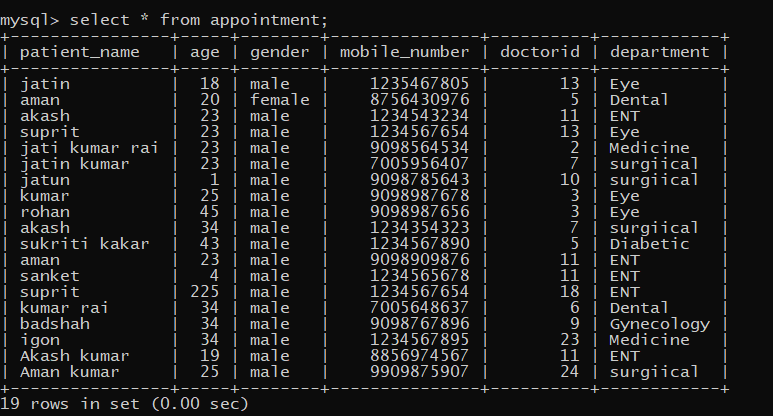 mysql> select * from appointment;
+----------------+-----+--------+---------------+----------+------------+
| patient_name | age | gender | mobile_number | doctorid | department |
+----------------+-----+--------+---------------+----------+------------+
| jatin | 18 | male | 1235467805 | 13 | Eye |
| aman | 20 | female | 8756430976 | 5 | Dental |
| akash | 23 | male | 1234543234 | 11 | ENT |
| suprit | 23 | male | 1234567654 | 13 | Eye |
| jati kumar rai | 23 | male | 9098564534 | 2 | Medicine |
| jatin kumar | 23 | male | 7005956407 | 7 | surgiical |
| jatun | 1 | male | 9098785643 | 10 | surgiical |
| kumar | 25 | male | 9098987678 | 3 | Eye |
| rohan | 45 | male | 9098987656 | 3 | Eye |
| akash | 34 | male | 1234354323 | 7 | surgiical |
| sukriti kakar | 43 | male | 1234567890 | 5 | Diabetic |
| aman | 23 | male | 9098909876 | 11 | ENT |
| sanket | 4 | male | 1234565678 | 11 | ENT |
| suprit | 225 | male | 1234567654 | 18 | ENT |
| kumar rai | 34 | male | 7005648637 | 6 | Dental |
| badshah | 34 | male | 9098767896 | 9 | Gynecology |
| igon | 34 | male | 1234567895 | 23 | Medicine |
| Akash kumar | 19 | male | 8856974567 | 11 | ENT |
| Aman kumar | 25 | male | 9909875907 | 24 | surgiical |
+----------------+-----+--------+---------------+----------+------------+
19 rows in set (0.00 sec)